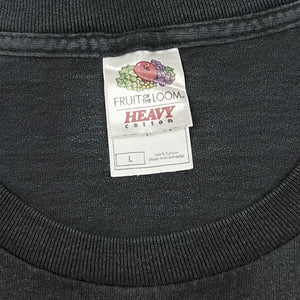 FRUIT OF THE LOOM
HEAVY
cotton
L
100% Cotton
Made in El Salvador